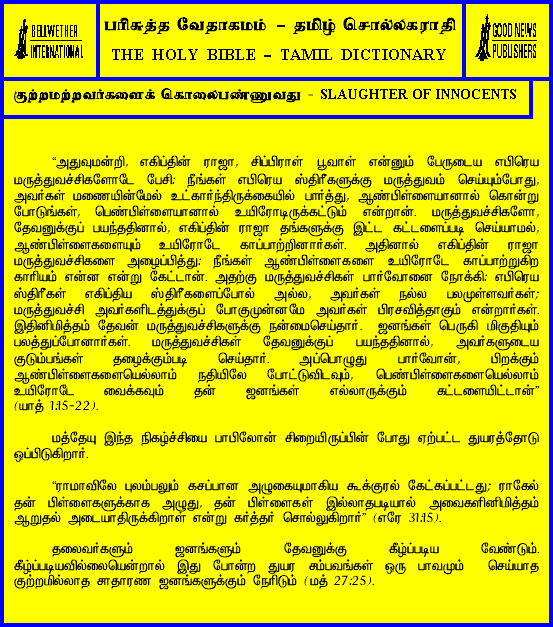 BELLWETHER
INTERNATIONAL
பரிசுத்த வேதாகமம் – தமிழ் சொல்லகராதி
THE HOLY BIBLE – TAMIL DICTIONARY
GOOD NEWS
PUBLISHERS
குற்றமற்றவர்களைக் கொலைபண்ணுவது - SLAUGHTER OF INNOCENTS
“அதுவுமன்றி, எகிப்தின் ராஜா, சிப்பிராள் பூவாள் என்னும் பேருடைய எபிரெய
மருத்துவச்சிகளோடே பேசி: நீங்கள் எபிரெய ஸ்திரீகளுக்கு மருத்துவம் செய்யும்போது,
அவர்கள் மணையின்மேல் உட்கார்ந்திருக்கையில் பார்த்து, ஆண்பிள்ளையானால் கொன்று
போடுங்கள், பெண்பிள்ளையானால் உயிரோடிருக்கட்டும் என்றான். மருத்துவச்சிகளோ,
தேவனுக்குப் பயந்ததினால், எகிப்தின் ராஜா தங்களுக்கு இட்ட கட்டளைப்படி செய்யாமல்,
ஆண்பிள்ளைகளையும் உயிரோடே காப்பாற்றினார்கள். அதினால் எகிப்தின் ராஜா
மருத்துவச்சிகளை அழைப்பித்து: நீங்கள் ஆண்பிள்ளைகளை உயிரோடே காப்பாற்றுகிற
காரியம் என்ன என்று கேட்டான். அதற்கு மருத்துவச்சிகள் பார்வோனை நோக்கி: எபிரெய
ஸ்திரீகள் எகிப்திய ஸ்திரீகளைப்போல் அல்ல, அவர்கள் நல்ல பலமுள்ளவர்கள்;
மருத்துவச்சி அவர்களிடத்துக்குப் போகுமுன்னமே அவர்கள் பிரசவித்தாகும் என்றார்கள்.
இதினிமித்தம் தேவன் மருத்துவச்சிகளுக்கு நன்மைசெய்தார். ஜனங்கள் பெருகி மிகுதியும்
பலத்துப்போனார்கள். மருத்துவச்சிகள் தேவனுக்குப் பயந்ததினால், அவர்களுடைய
குடும்பங்கள் தழைக்கும்படி செய்தார். அப்பொழுது பார்வோன், பிறக்கும்
ஆண்பிள்ளைகளையெல்லாம் நதியிலே போட்டுவிடவும், பெண்பிள்ளைகளையெல்லாம்
உயிரோடே வைக்கவும் தன் ஜனங்கள் எல்லாருக்கும் கட்டளையிட்டான்”
(யாத் 1:15-22).
மத்தேயு இந்த நிகழ்ச்சியை பாபிலோன் சிறையிருப்பின் போது ஏற்பட்ட துயரத்தோடு
ஒப்பிடுகிறார்.
“ராமாவிலே புலம்பலும் கசப்பான அழுகையுமாகிய கூக்குரல் கேட்கப்பட்டது; ராகேல்
தன் பிள்ளைகளுக்காக அழுது, தன் பிள்ளைகள் இல்லாதபடியால் அவைகளினிமித்தம்
ஆறுதல் அடையாதிருக்கிறாள் என்று கர்த்தர் சொல்லுகிறார்” (எரே 31:15).
தலைவர்களும் ஜனங்களும் தேவனுக்கு கீழ்ப்படிய வேண்டும்.
கீழ்ப்படியவில்லையென்றால் இது போன்ற துயர சம்பவங்கள் ஒரு பாவமும் செய்யாத
குற்றமில்லாத சாதாரண ஜனங்களுக்கும் நேரிடும் (மத் 27:25).